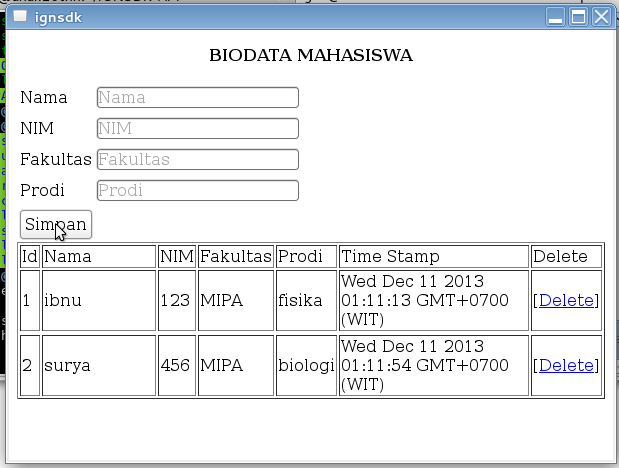 ignsdk
BIODATA MAHASISWA
Nama Nama
NIM NIM
Fakultas Fakultas
Prodi Prodi
Simpan
Id Nama NIM Fakultas Prodi Time Stamp Delete
1 ibnu 123 MIPA fisika Wed Dec 11 2013 01:11:13 GMT+0700 (WIT) [Delete]
2 surya 456 MIPA biologi Wed Dec 11 2013 01:11:54 GMT+0700 (WIT) [Delete]